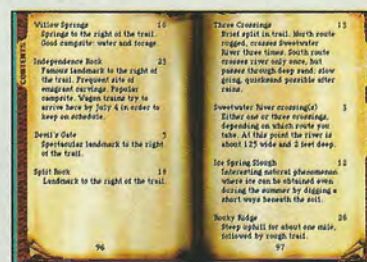 CONTENTS
Willow Springs 16
Springs to the right of the trail.
Good campsite: water and forage.
Independence Rock 23
Famous landmark to the right of
the trail. Frequent site of
emigrant carvings. Popular
campsite. Wagon trains try to
arrive here by July 4 in order to
keep on schedule.
Devil's Gate 5
Spectacular landmark to the right
of the trail.
Split Rock 16
Landmark to the right of the trail.
96
Three Crossings 13
Brief split in trail. North route
rugged, crosses Sweetwater
River three times. South route
crosses river only once, but
passes through deep sand; slow
going, quicksand possible after
rains.
Sweetwater River crossing(s) 3
Either one or three crossings,
depending on which route you
take. At this point the river is
about 125 wide and 2 feet deep.
Ice Spring Slough 12
Interesting natural phenomenon
where ice can be obtained even
during the summer by digging a
short ways beneath the soil.
Rocky Ridge 26
Steep uphill for about one mile,
followed by rough trail.
97